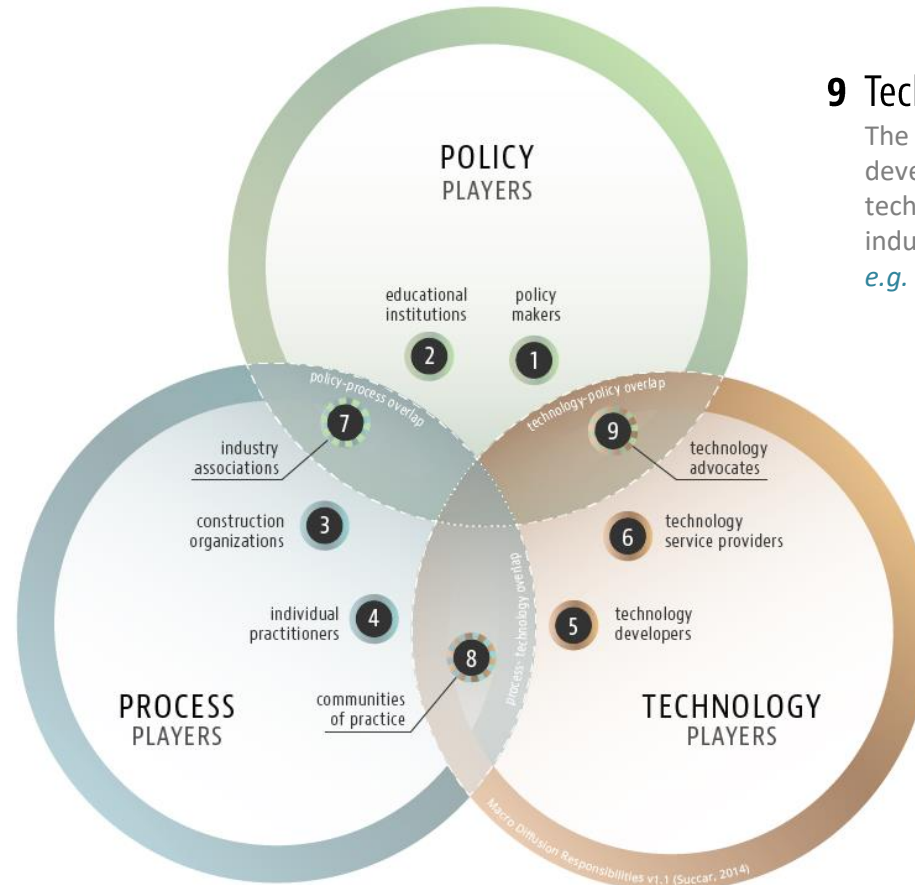 POLICY
PLAYERS
9 Tec
The
deve
tech
indu
e.g.
educational
institutions
policy
makers
2
1
policy-process overlap
technology-policy overlap
7
9
industry
associations
technology
advocates
3
construction
organizations
6
technology
service providers
4
individual
practitioners
5
technology
developers
process- technology overlap
8
communities
of practice
PROCESS
PLAYERS
TECHNOLOGY
PLAYERS
Macro Diffusion Responsibilities v1.1 (Succar, 2014)